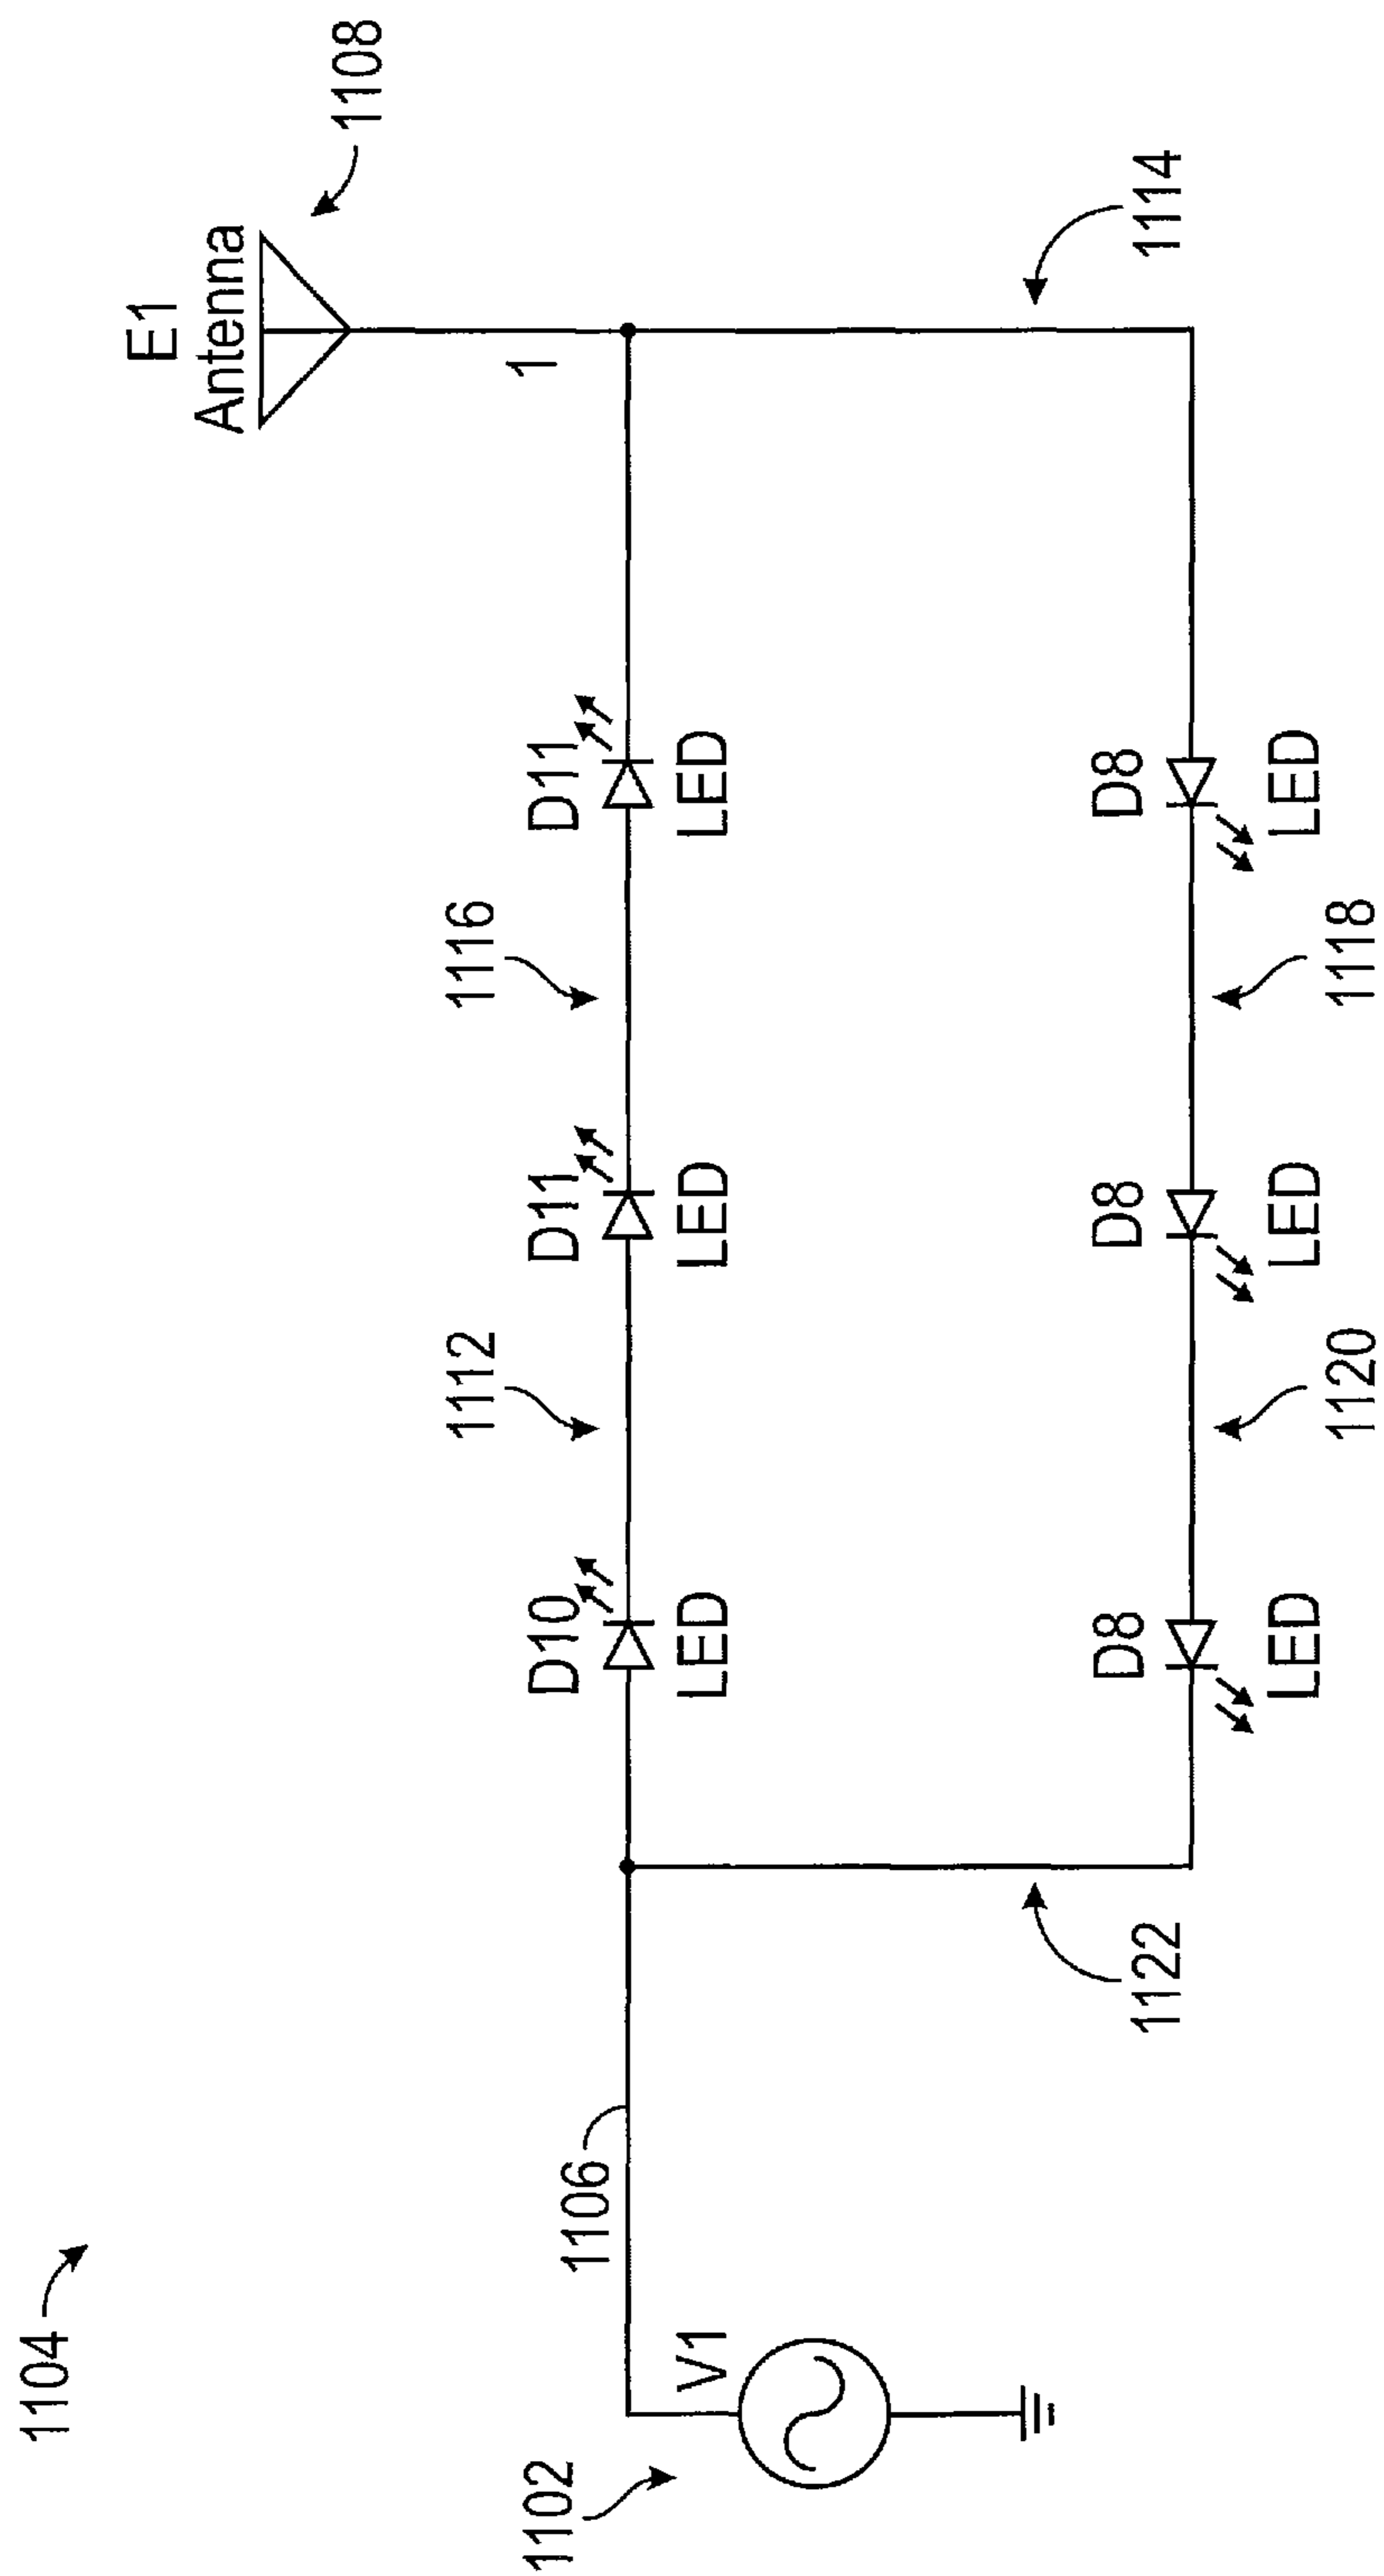 1104
E1
Antenna
1108
1
1116
1112
D10
D11
D11
LED
LED
LED
1106
V1
1102
1114
1122
D8
D8
D8
LED
LED
LED
1120
1118